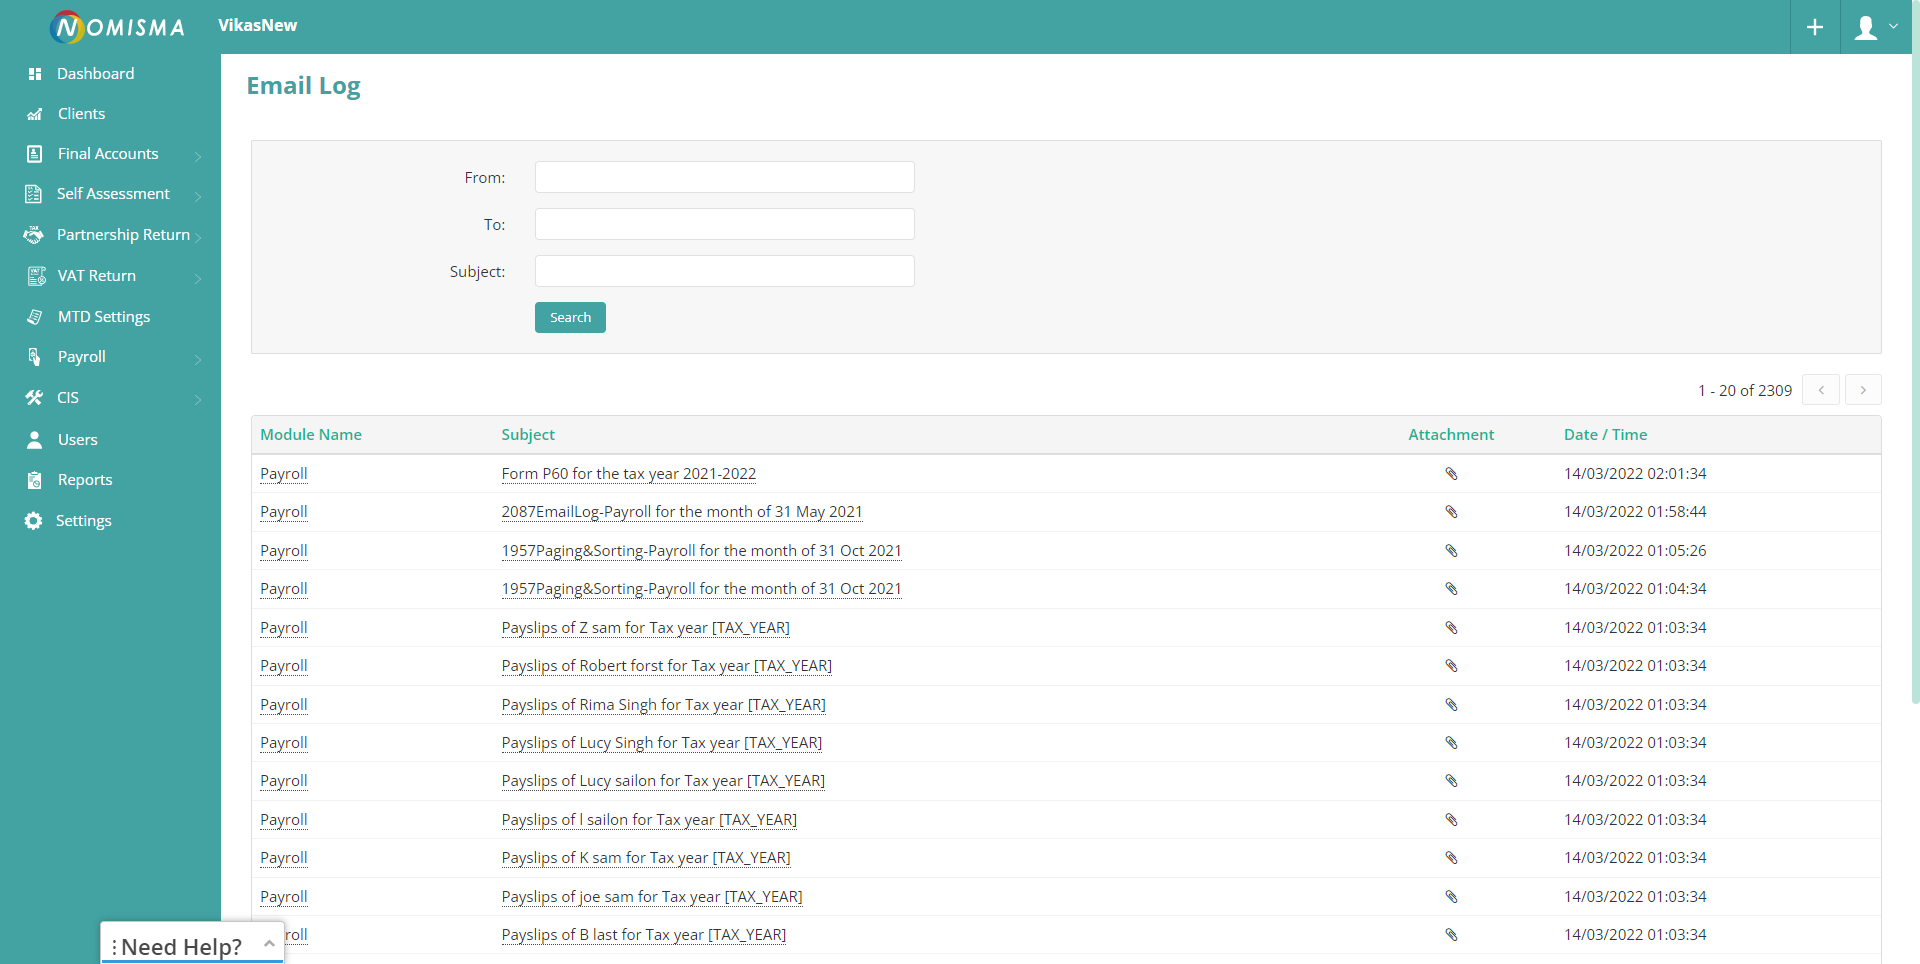 NOMISMA
VikasNew
Dashboard
Clients
Final Accounts
Self Assessment
Partnership Return
VAT Return
MTD Settings
Payroll
CIS
Users
Reports
Settings
Email Log
From:
To:
Subject:
Search
1 - 20 of 2309
Module Name Subject Attachment Date / Time
Payroll Form P60 for the tax year 2021-2022 14/03/2022 02:01:34
Payroll 2087EmailLog-Payroll for the month of 31 May 2021 14/03/2022 01:58:44
Payroll 1957Paging&Sorting-Payroll for the month of 31 Oct 2021 14/03/2022 01:05:26
Payroll 1957Paging&Sorting-Payroll for the month of 31 Oct 2021 14/03/2022 01:04:34
Payroll Payslips of Z sam for Tax year [TAX_YEAR] 14/03/2022 01:03:34
Payroll Payslips of Robert forst for Tax year [TAX_YEAR] 14/03/2022 01:03:34
Payroll Payslips of Rima Singh for Tax year [TAX_YEAR] 14/03/2022 01:03:34
Payroll Payslips of Lucy Singh for Tax year [TAX_YEAR] 14/03/2022 01:03:34
Payroll Payslips of Lucy sailon for Tax year [TAX_YEAR] 14/03/2022 01:03:34
Payroll Payslips of l sailon for Tax year [TAX_YEAR] 14/03/2022 01:03:34
Payroll Payslips of K sam for Tax year [TAX_YEAR] 14/03/2022 01:03:34
Payroll Payslips of joe sam for Tax year [TAX_YEAR] 14/03/2022 01:03:34
roll Payslips of B last for Tax year [TAX_YEAR] 14/03/2022 01:03:34
Need Help?